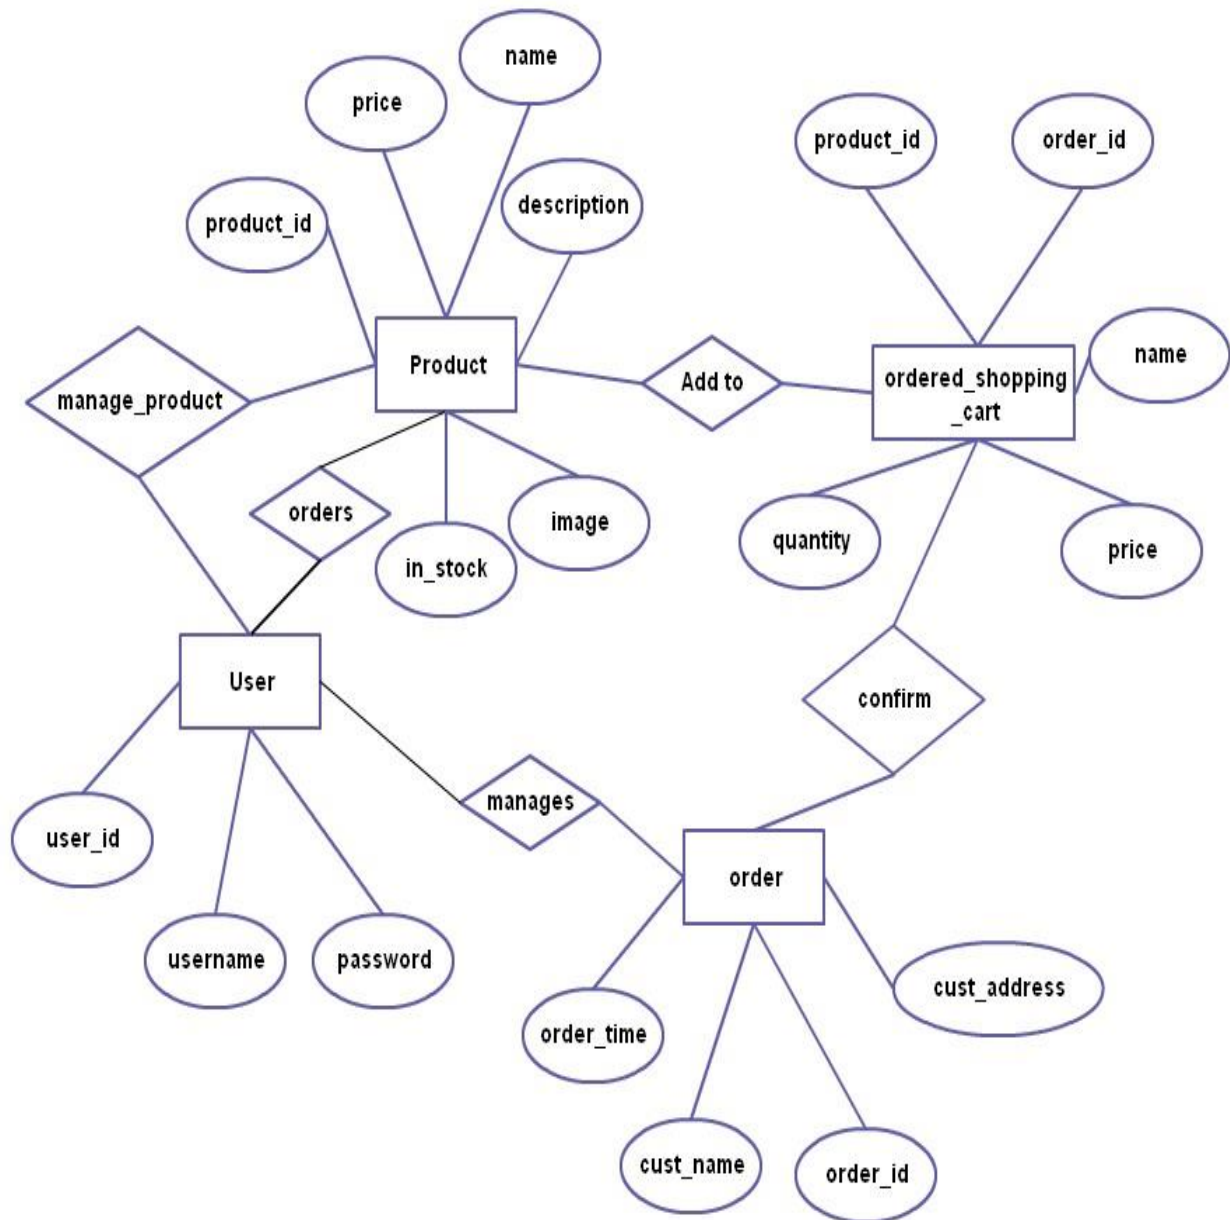 name
price
product_id
order_id
description
product_id
name
Product
Add to
ordered_shopping
_cart
manage_product
orders
image
quantity
price
in_stock
User
confirm
manages
user_id
order
username
password
cust_address
order_time
cust_name
order_id